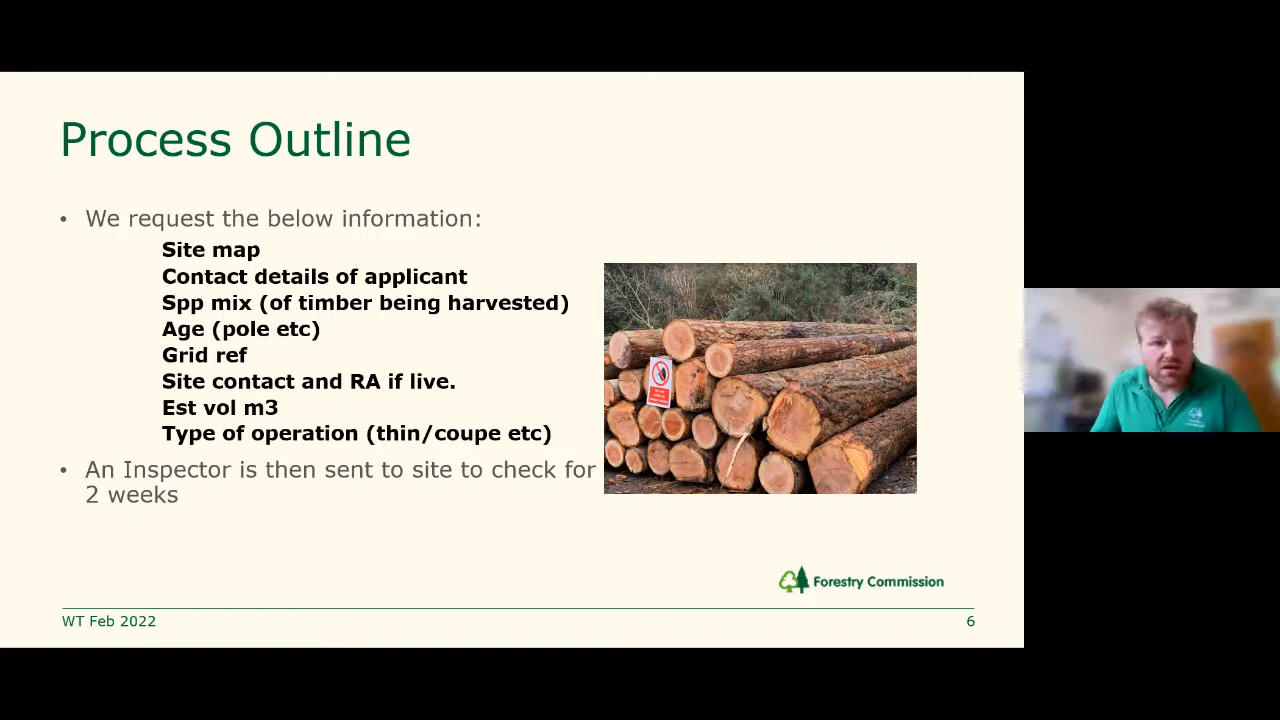 Process Outline
• We request the below information:
Site map
Contact details of applicant
Spp mix (of timber being harvested)
Age (pole etc)
Grid ref
Site contact and RA if live.
Est vol m3
Type of operation (thin/coupe etc)
• An Inspector is then sent to site to check for
2 weeks
Forestry Commission
WT Feb 2022
6